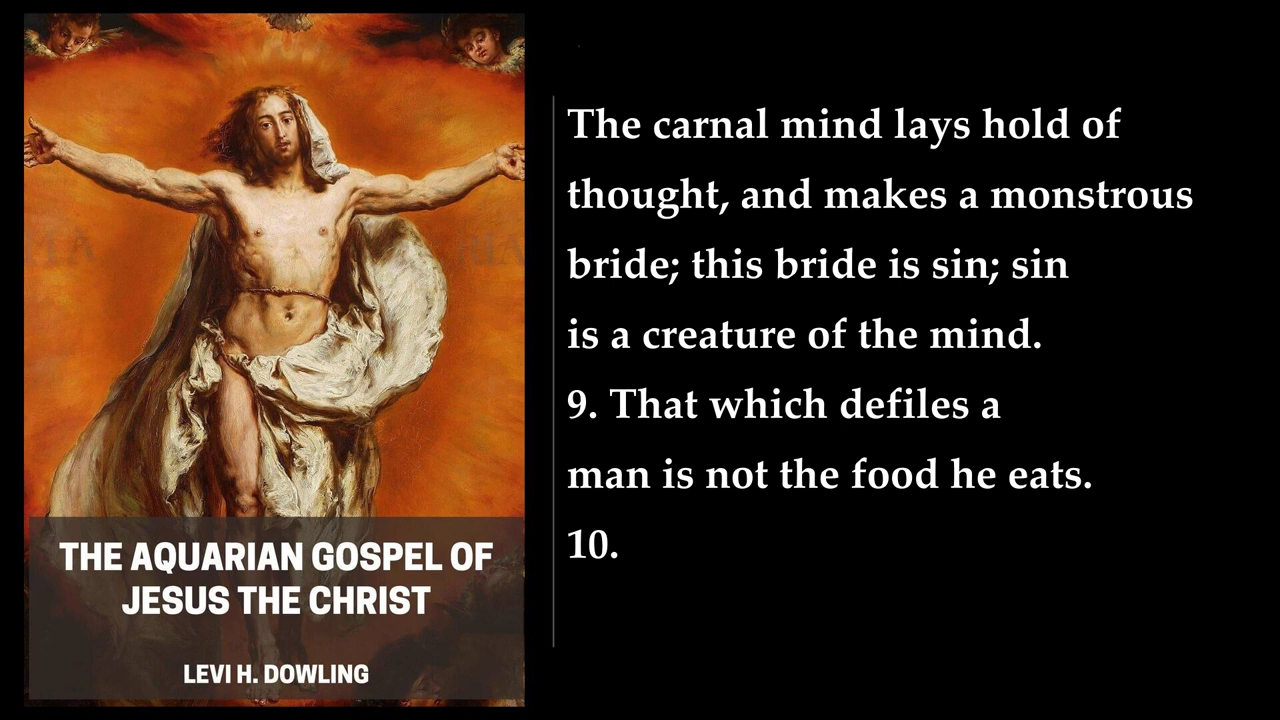 THE AQUARIAN GOSPEL OF
JESUS THE CHRIST
LEVI H. DOWLING
The carnal mind lays hold of
thought, and makes a monstrous
bride; this bride is sin; sin
is a creature of the mind.
9. That which defiles a
man is not the food he eats.
10.